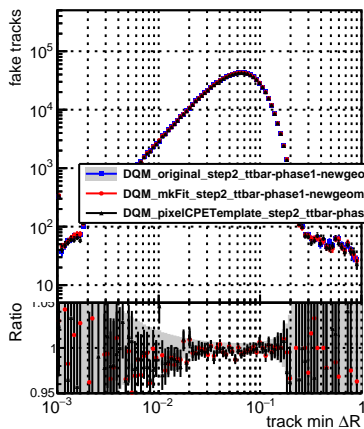 fake tracks
10⁵
10⁴
10³
10²
10
DQM_original_step2_ttbar-phase1-newgeom
DQM_mkFit_step2_ttbar-phase1-newgeom
DQM_pixelCPETemplate_step2_ttbar-phas
Ratio
1.05
1
0.95
10⁻³ 10⁻² 10⁻¹ 1
track min ΔR